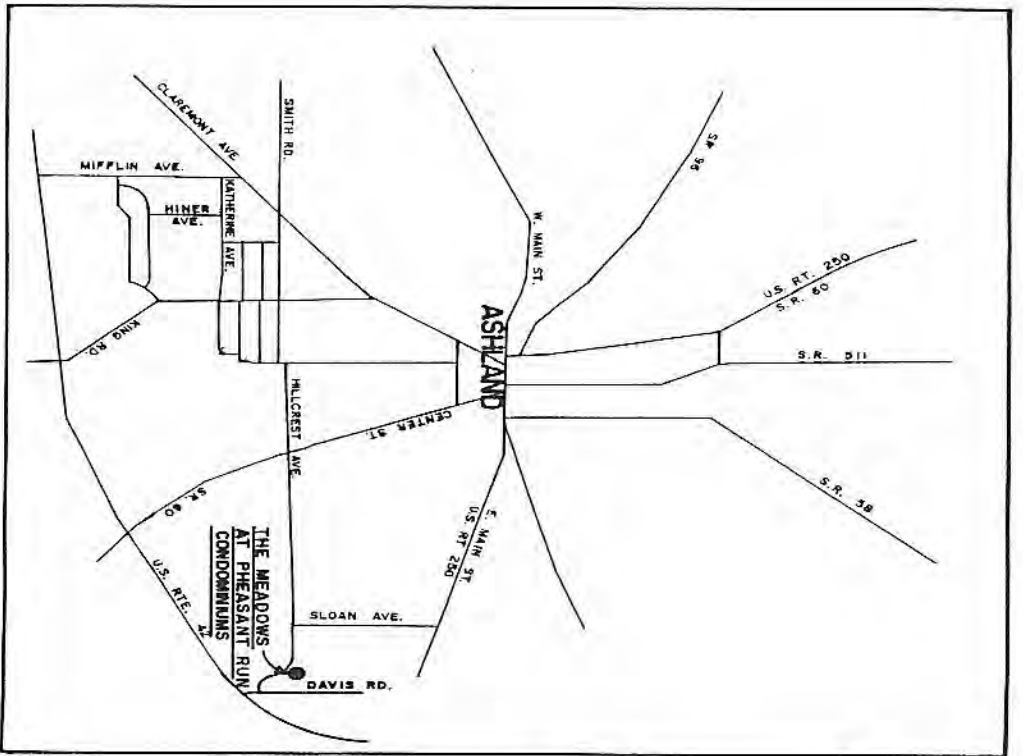 CLAREMONT AVE
SMITH RD.
MIFFLIN AVE.
KATHERINE AVE.
HINER
AVE.
KING RD.
W. MAIN ST.
SR 96
U.S. RT. 250
S.R. 60
S.R. 511
S.R. 58
ASHLAND
HILLCREST AVE.
CENTER ST.
SR. 60
E. MAIN ST.
U.S. RT 250
U.S. RTE. 42
SLOAN AVE.
DAVIS RD.
THE MEADOWS
AT PHEASANT RUN
CONDOMINIUMS